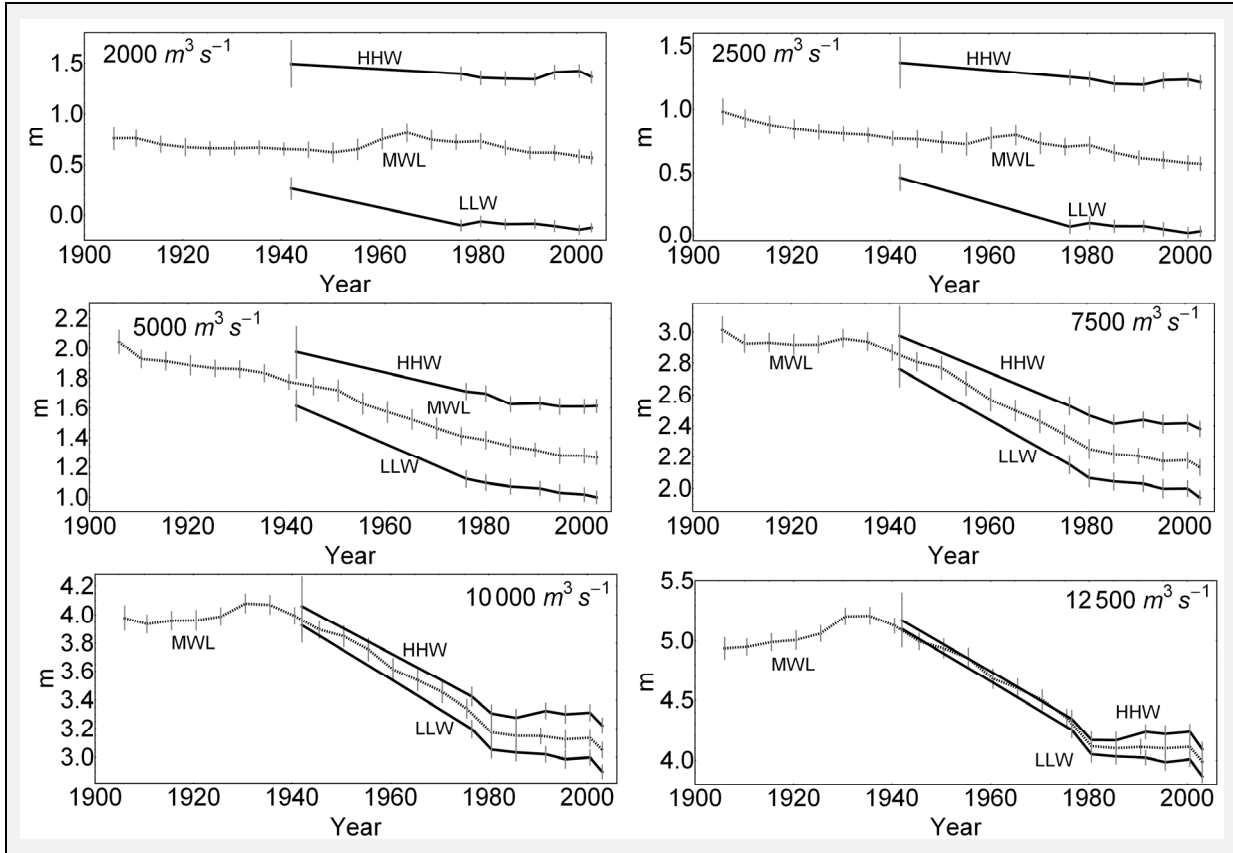 2000 m³ s⁻¹
HHW
1.5
1.0
m
0.5
MWL
LLW
0.0
1900 1920 1940 1960 1980 2000
Year
2500 m³ s⁻¹
1.5
HHW
1.0
m
0.5
MWL
LLW
0.0
1900 1920 1940 1960 1980 2000
Year
2.2
5000 m³ s⁻¹
2.0
HHW
1.8
m
1.6
MWL
1.4
LLW
1.2
1.0
1900 1920 1940 1960 1980 2000
Year
7500 m³ s⁻¹
3.0
HHW
MWL
2.8
m
2.6
2.4
LLW
2.2
2.0
1900 1920 1940 1960 1980 2000
Year
4.2
10 000 m³ s⁻¹
4.0
MWL
3.8
m
HHW
3.6
3.4
LLW
3.2
3.0
1900 1920 1940 1960 1980 2000
Year
5.5
12 500 m³ s⁻¹
5.0
MWL
m
4.5
HHW
LLW
4.0
1900 1920 1940 1960 1980 2000
Year